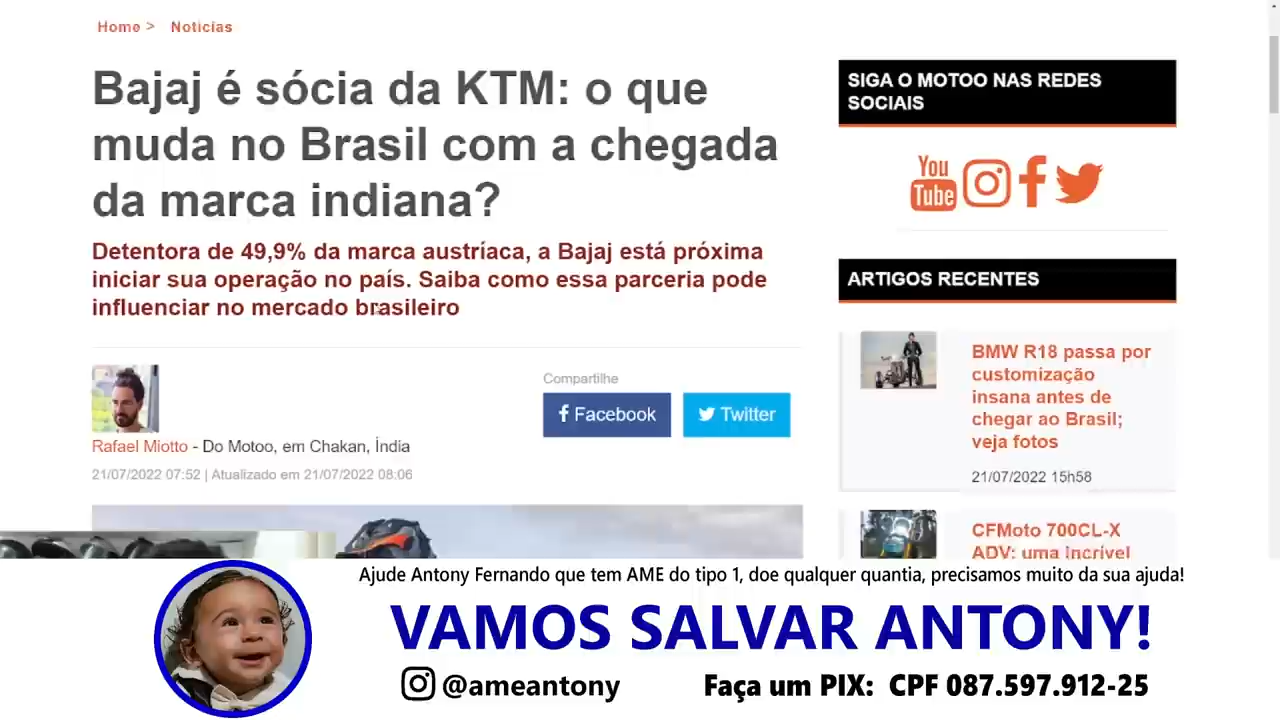 Home > Notícias
Bajaj é sócia da KTM: o que
muda no Brasil com a chegada
da marca indiana?
Detentora de 49,9% da marca austríaca, a Bajaj está próxima
iniciar sua operação no país. Saiba como essa parceria pode
influenciar no mercado brasileiro
Compartilhe
Facebook
Twitter
Rafael Miotto - Do Motoo, em Chakan, Índia
21/07/2022 07:52 | Atualizado em 21/07/2022 08:06
SIGA O MOTOO NAS REDES
SOCIAIS
You
Tube
ARTIGOS RECENTES
BMW R18 passa por
customização
insana antes de
chegar ao Brasil;
veja fotos
21/07/2022 15h58
CFMoto 700CL-X
ADV: uma incrível
Ajude Antony Fernando que tem AME do tipo 1, doe qualquer quantia, precisamos muito da sua ajuda!
VAMOS SALVAR ANTONY!
@ameantony
Faça um PIX: CPF 087.597.912-25